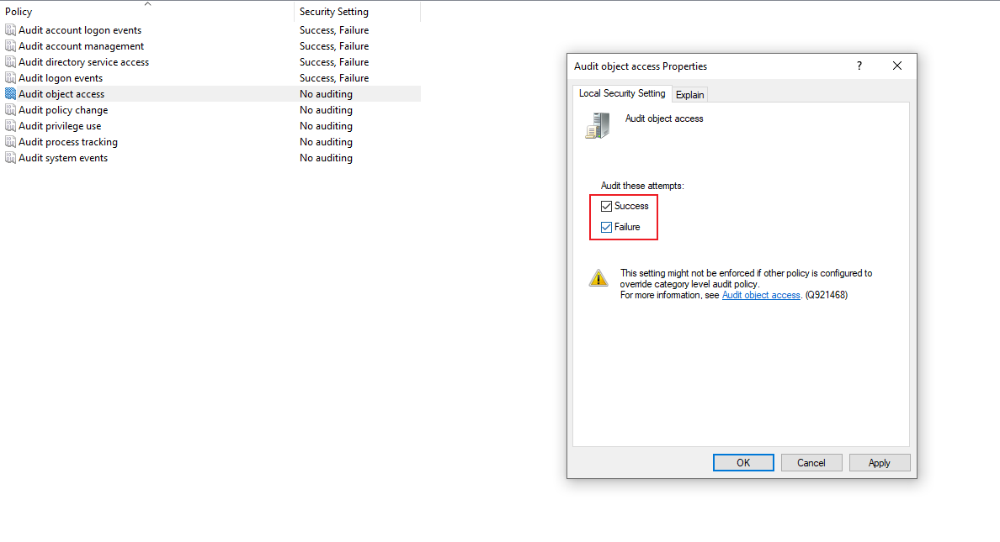 Policy Security Setting
Audit account logon events Success, Failure
Audit account management Success, Failure
Audit directory service access Success, Failure
Audit logon events Success, Failure
Audit object access No auditing
Audit policy change No auditing
Audit privilege use No auditing
Audit process tracking No auditing
Audit system events No auditing
Audit object access Properties ?
Local Security Setting Explain
Audit object access
Audit these attempts:
Success
Failure
This setting might not be enforced if other policy is configured to
override category level audit policy.
For more information, see Audit object access. (Q921468)
OK Cancel Apply